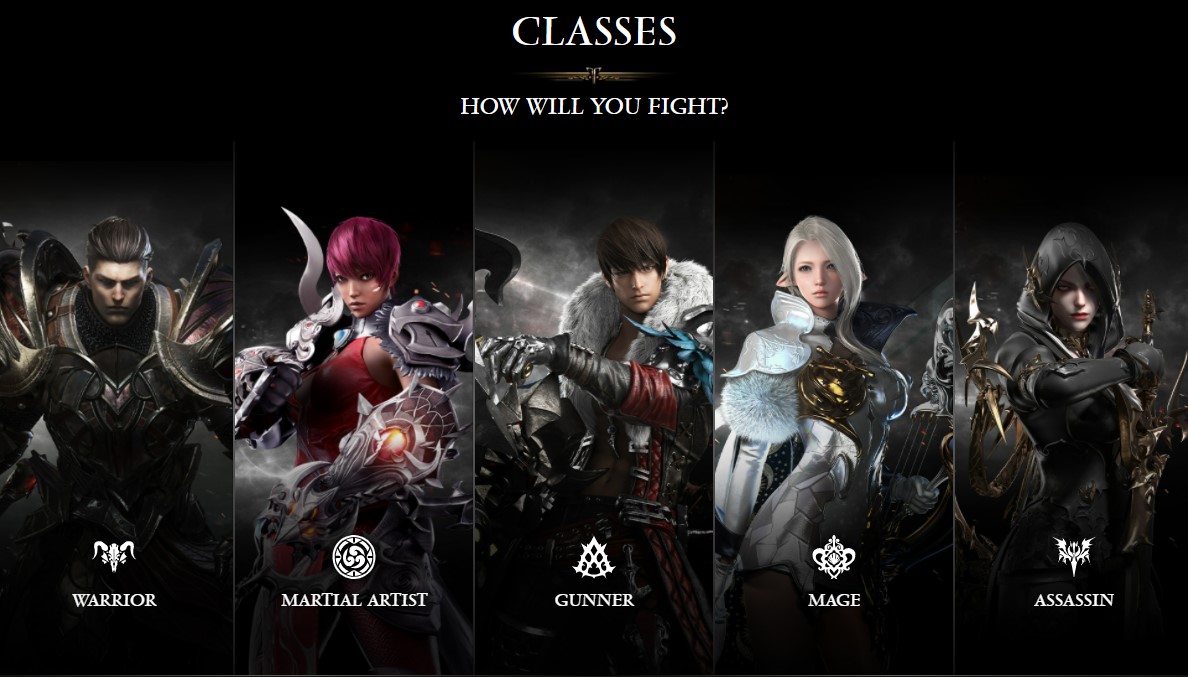 CLASSES
HOW WILL YOU FIGHT?
WARRIOR
MARTIAL ARTIST
GUNNER
MAGE
ASSASSIN